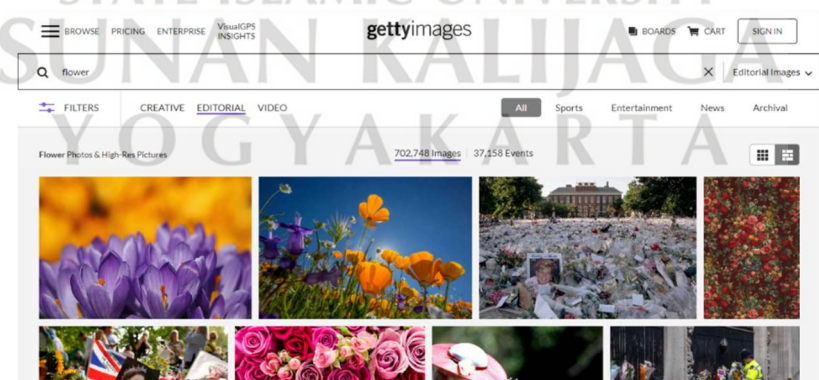 STATE ISLAMIC UNIVERSITY
BROWSE PRICING ENTERPRISE VisualGPS INSIGHTS gettyimages BOARDS CART SIGN IN
SUNAN KALIJAGA
flower Editorial Images
FILTERS CREATIVE EDITORIAL VIDEO All Sports Entertainment News Archival
YOGYAKARTA
Flower Photos & High-Res Pictures 702,748 Images 37,158 Events